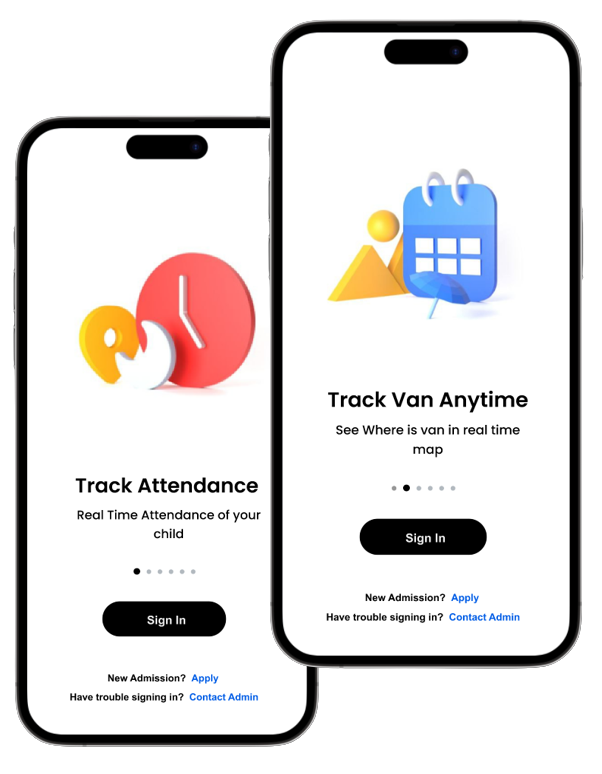 Track Attendance
Real Time Attendance of your
child
Sign In
New Admission? Apply
Have trouble signing in? Contact Admin
Track Van Anytime
See Where is van in real time
map
Sign In
New Admission? Apply
Have trouble signing in? Contact Admin